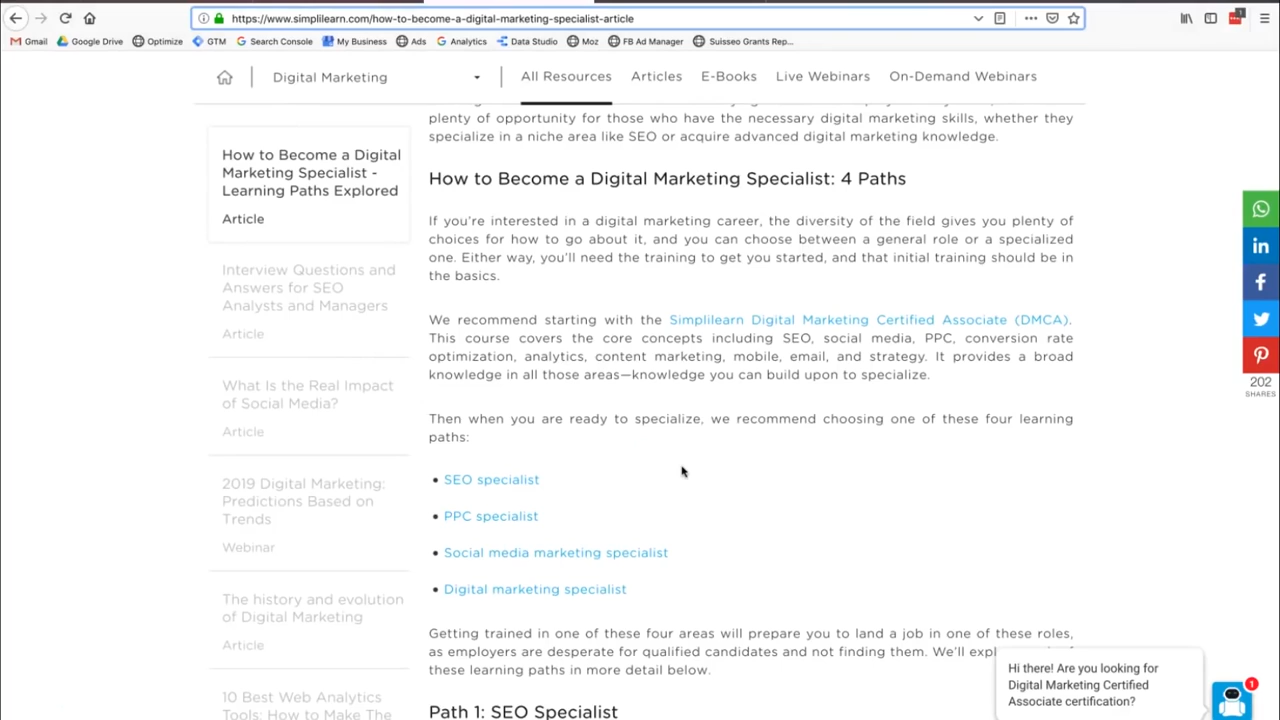 https://www.simplilearn.com/how-to-become-a-digital-marketing-specialist-article
1
Gmail
Google Drive
Optimize
GTM
Search Console
My Business
Ads
Analytics
Data Studio
Moz
FB Ad Manager
Suisseo Grants Rep...
Digital Marketing
All Resources
Articles
E-Books
Live Webinars
On-Demand Webinars
How to Become a Digital
Marketing Specialist -
Learning Paths Explored
Article
Interview Questions and
Answers for SEO
Analysts and Managers
Article
What Is the Real Impact
of Social Media?
Article
2019 Digital Marketing:
Predictions Based on
Trends
Webinar
The history and evolution
of Digital Marketing
Article
10 Best Web Analytics
Tools: How to Make The
plenty of opportunity for those who have the necessary digital marketing skills, whether they
specialize in a niche area like SEO or acquire advanced digital marketing knowledge.
How to Become a Digital Marketing Specialist: 4 Paths
If you're interested in a digital marketing career, the diversity of the field gives you plenty of
choices for how to go about it, and you can choose between a general role or a specialized
one. Either way, you'll need the training to get you started, and that initial training should be in
the basics.
We recommend starting with the Simplilearn Digital Marketing Certified Associate (DMCA).
This course covers the core concepts including SEO, social media, PPC, conversion rate
optimization, analytics, content marketing, mobile, email, and strategy. It provides a broad
knowledge in all those areas—knowledge you can build upon to specialize.
Then when you are ready to specialize, we recommend choosing one of these four learning
paths:
• SEO specialist
• PPC specialist
• Social media marketing specialist
• Digital marketing specialist
Getting trained in one of these four areas will prepare you to land a job in one of these roles,
as employers are desperate for qualified candidates and not finding them. We'll
these learning paths in more detail below.
Path 1: SEO Specialist
202
SHARES
Hi there! Are you looking for
Digital Marketing Certified
Associate certification?
1